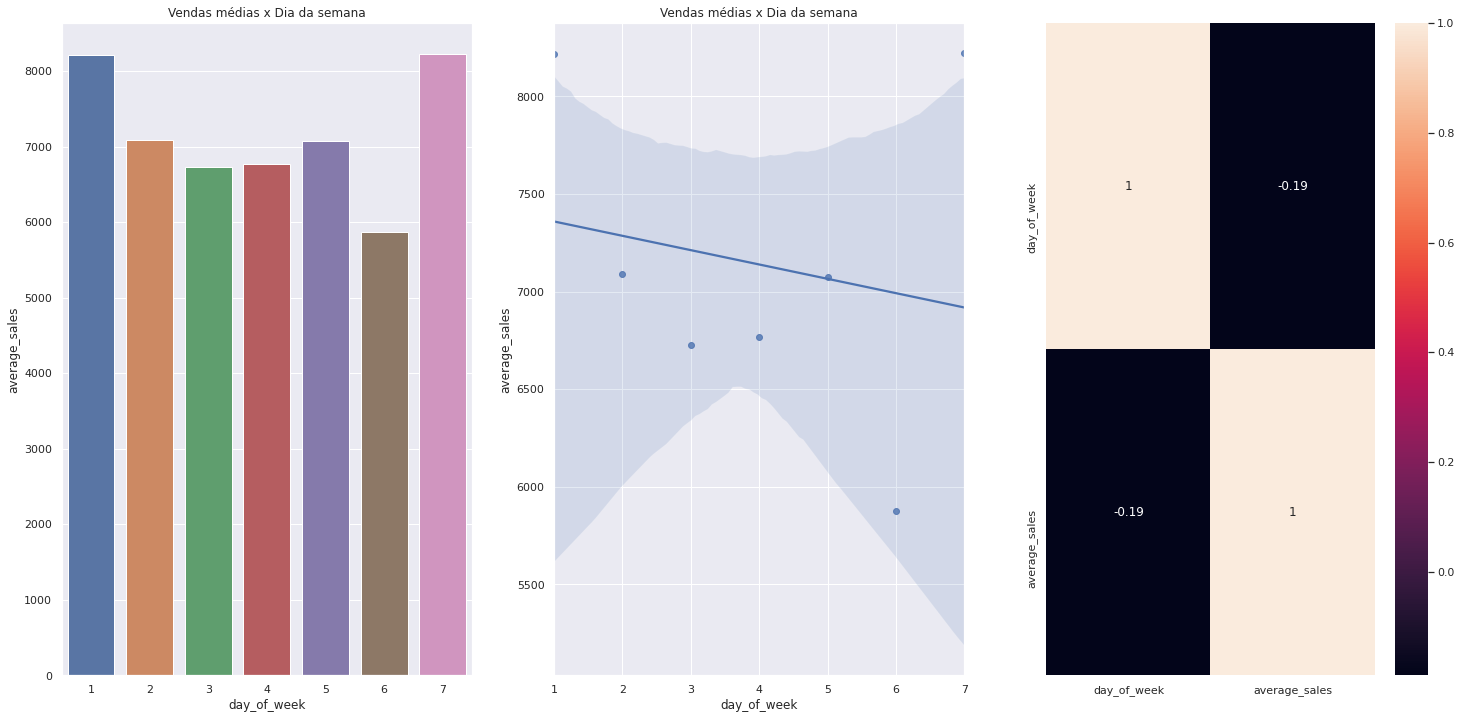 Vendas médias x Dia da semana
8000
7000
6000
5000
4000
3000
2000
1000
0
average_sales
1 2 3 4 5 6 7
day_of_week
Vendas médias x Dia da semana
8000
7500
7000
6500
6000
5500
average_sales
1 2 3 4 5 6 7
day_of_week
day_of_week
average_sales
1 -0.19
-0.19 1
day_of_week average_sales
1.0
0.8
0.6
0.4
0.2
0.0